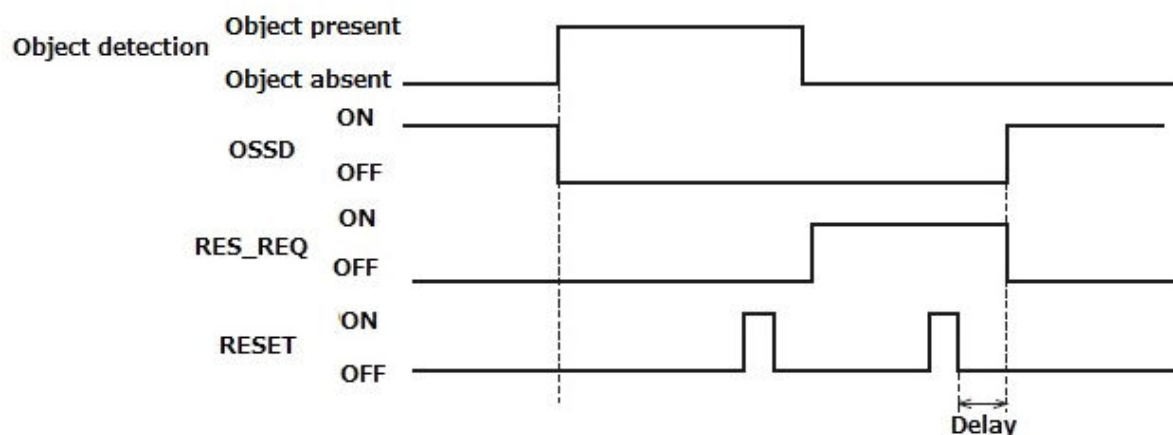 Object detection
Object present
Object absent
OSSD
ON
OFF
RES_REQ
ON
OFF
RESET
ON
OFF
Delay